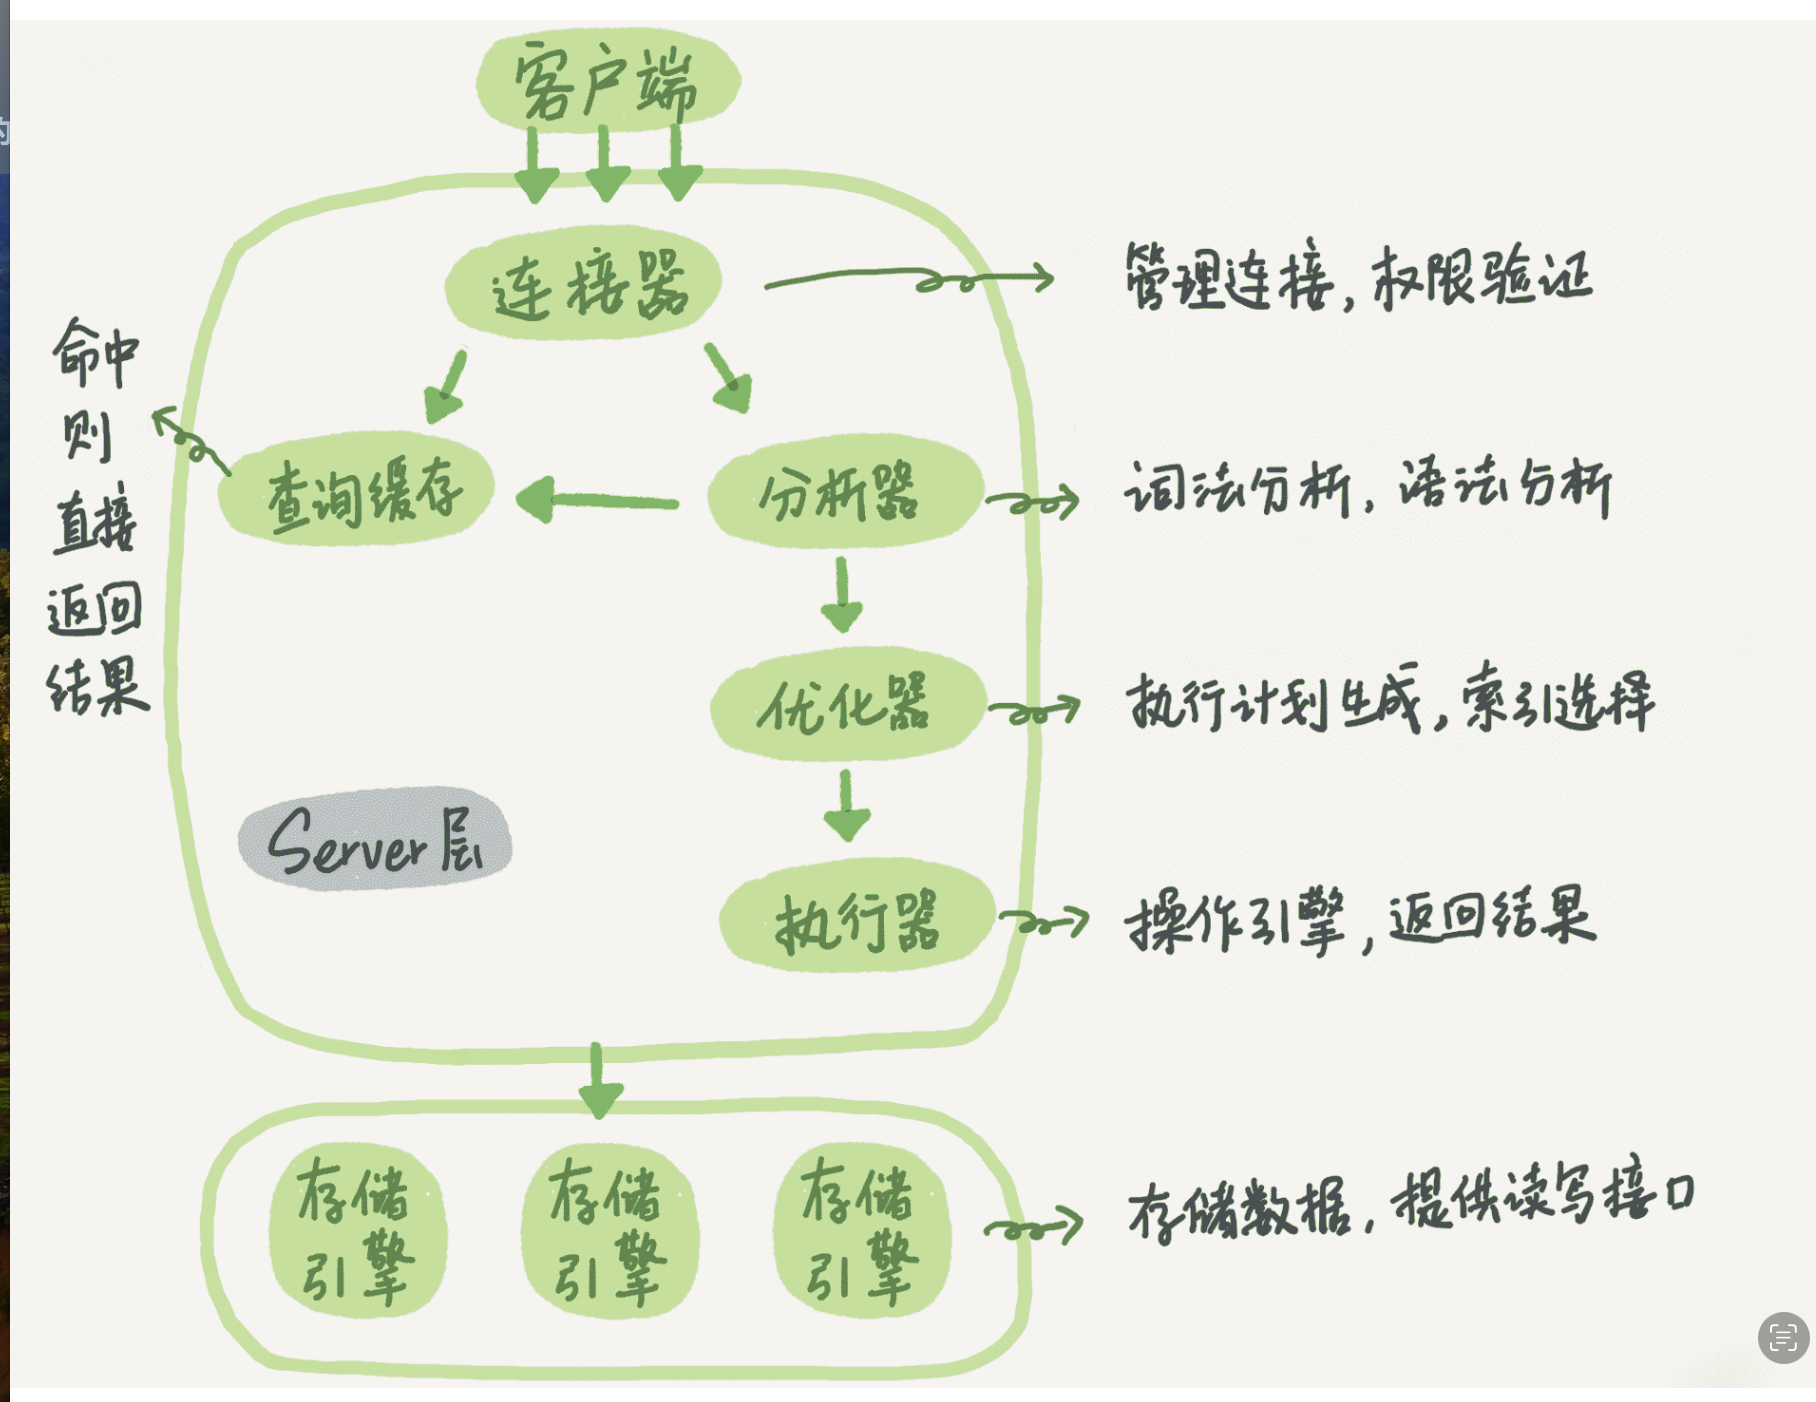 客户端
连接器
管理连接，权限验证
命中
则
直接
返回
结果
查询缓存
分析器
词法分析，语法分析
优化器
执行计划生成，索引选择
Server层
执行器
操作引擎，返回结果
存储
引擎
存储
引擎
存储
引擎
存储数据，提供读写接口